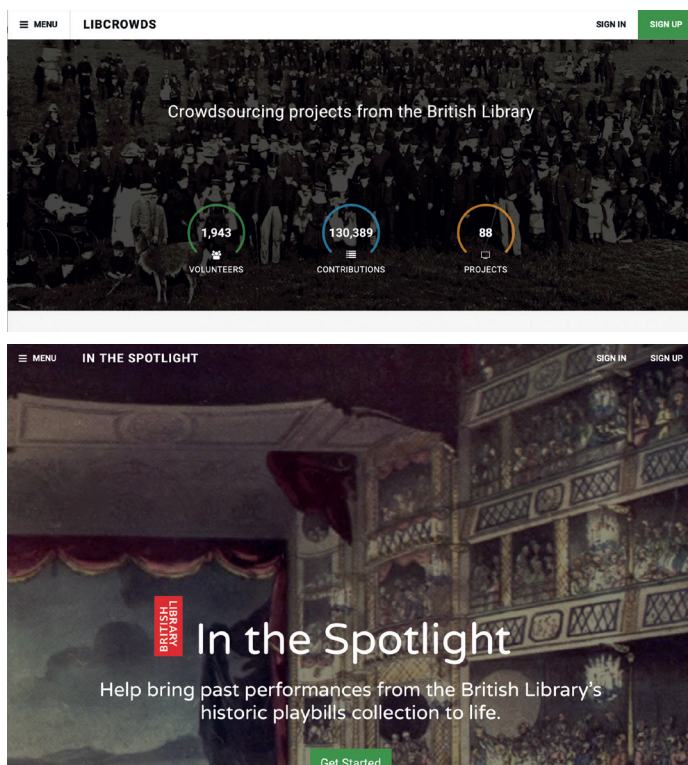 MENU LIBCROWDS SIGN IN SIGN UP
Crowdsourcing projects from the British Library
1,943 130,389 88
VOLUNTEERS CONTRIBUTIONS PROJECTS
MENU IN THE SPOTLIGHT SIGN IN SIGN UP
BRITISH
LIBRARY
In the Spotlight
Help bring past performances from the British Library's
historic playbills collection to life.
Get Started